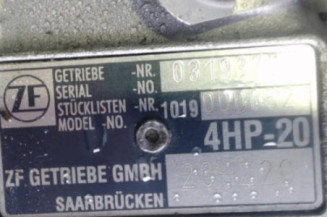 ZF
GETRIEBE -NR.
SERIAL -NO.
STÜCKLISTEN -NR. 1019
MODEL -NO.
4HP-20
ZF GETRIEBE GMBH
SAARBRÜCKEN